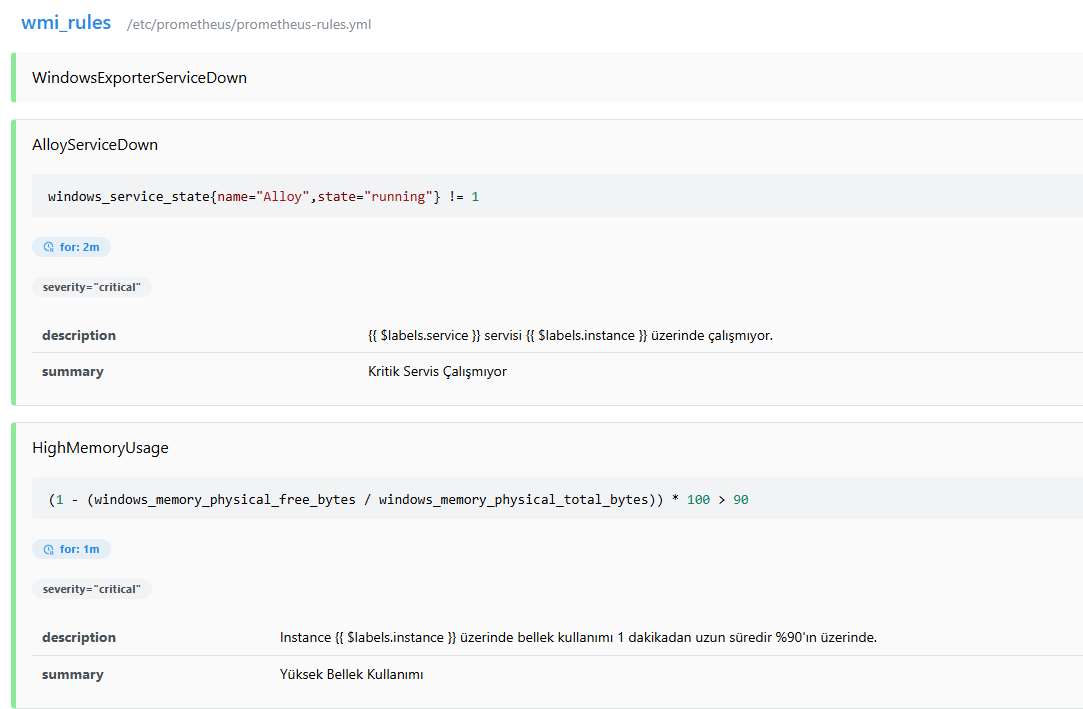 wmi_rules /etc/prometheus/prometheus-rules.yml
WindowsExporterServiceDown
AlloyServiceDown
windows_service_state{name="Alloy",state="running"} != 1
for: 2m
severity="critical"
description {{ $labels.service }} servisi {{ $labels.instance }} üzerinde çalışmıyor.
summary Kritik Servis Çalışmıyor
HighMemoryUsage
(1 - (windows_memory_physical_free_bytes / windows_memory_physical_total_bytes)) * 100 > 90
for: 1m
severity="critical"
description Instance {{ $labels.instance }} üzerinde bellek kullanımı 1 dakikadan uzun süredir %90'ın üzerinde.
summary Yüksek Bellek Kullanımı